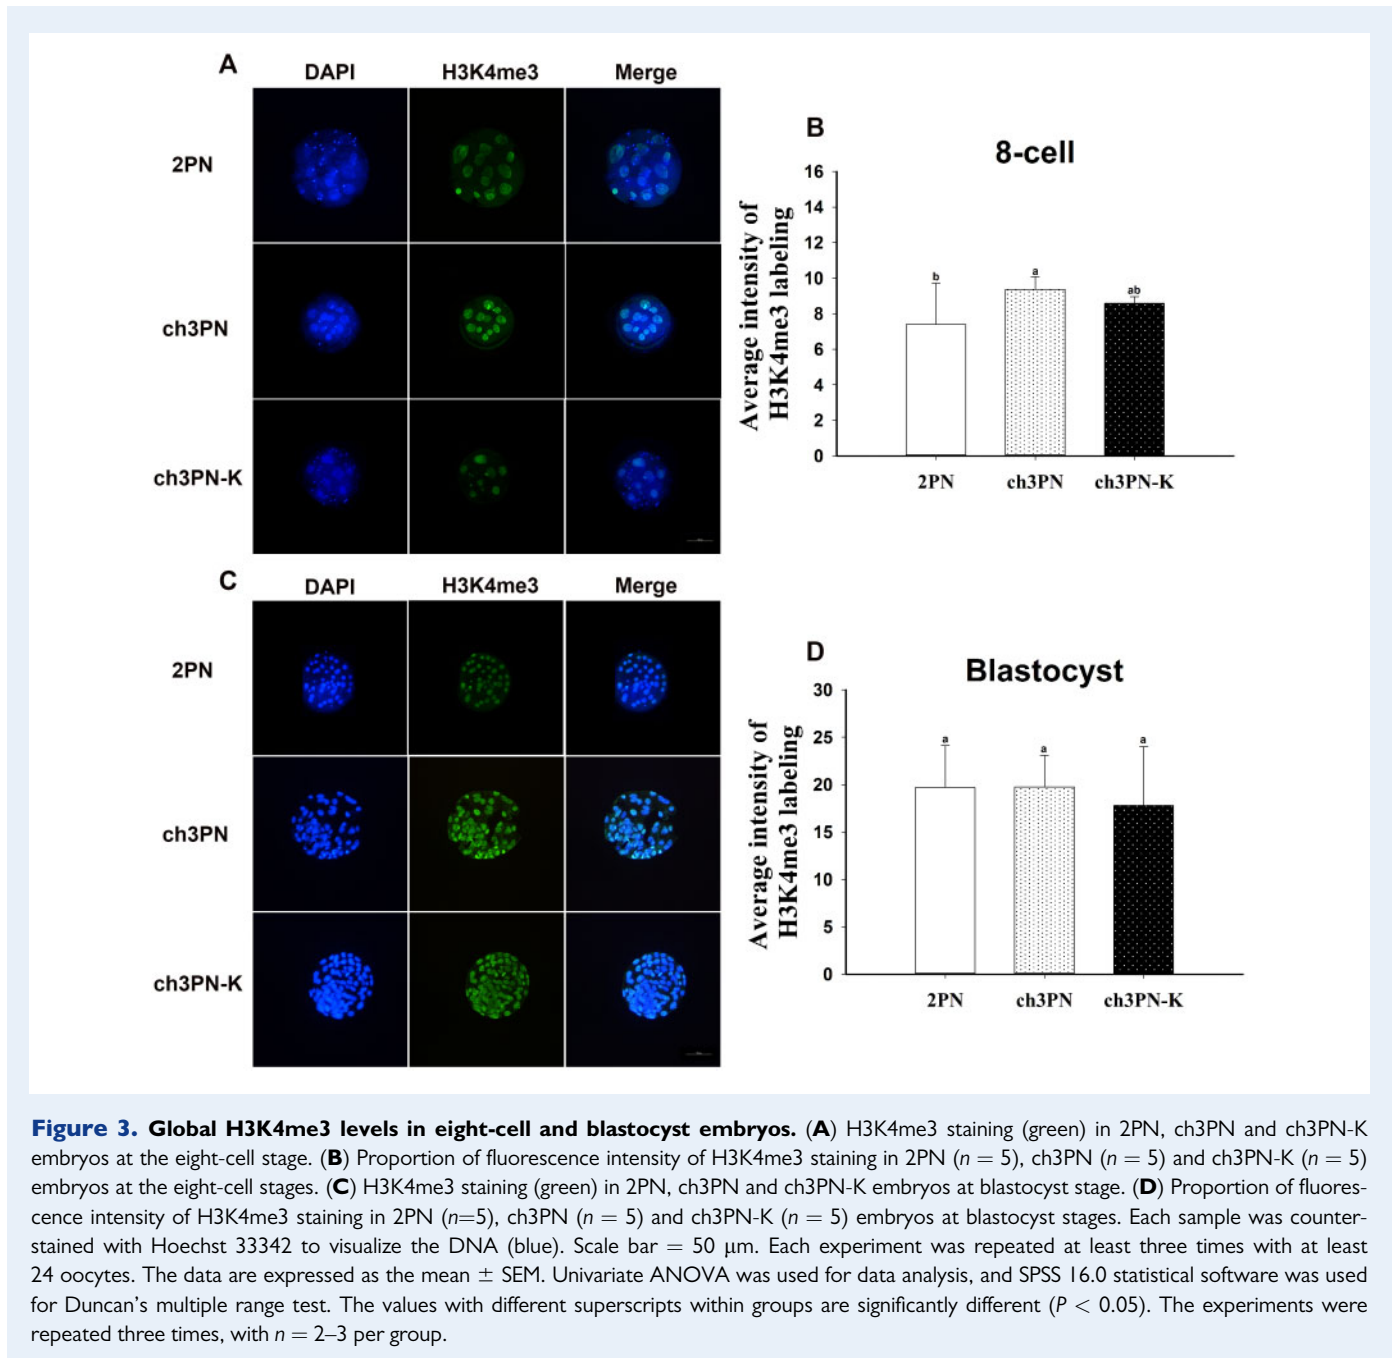 A
DAPI H3K4me3 Merge
2PN
ch3PN
ch3PN-K
B
8-cell
Average intensity of
H3K4me3 labeling
16
14
12
10
8
6
4
2
0
b
a
ab
2PN ch3PN ch3PN-K
C
DAPI H3K4me3 Merge
2PN
ch3PN
ch3PN-K
D
Blastocyst
Average intensity of
H3K4me3 labeling
30
25
20
15
10
5
0
a
a
a
2PN ch3PN ch3PN-K
Figure 3. Global H3K4me3 levels in eight-cell and blastocyst embryos. (A) H3K4me3 staining (green) in 2PN, ch3PN and ch3PN-K
embryos at the eight-cell stage. (B) Proportion of fluorescence intensity of H3K4me3 staining in 2PN (n = 5), ch3PN (n = 5) and ch3PN-K (n = 5)
embryos at the eight-cell stages. (C) H3K4me3 staining (green) in 2PN, ch3PN and ch3PN-K embryos at blastocyst stage. (D) Proportion of fluores-
cence intensity of H3K4me3 staining in 2PN (n=5), ch3PN (n = 5) and ch3PN-K (n = 5) embryos at blastocyst stages. Each sample was counter-
stained with Hoechst 33342 to visualize the DNA (blue). Scale bar = 50 μm. Each experiment was repeated at least three times with at least
24 oocytes. The data are expressed as the mean ± SEM. Univariate ANOVA was used for data analysis, and SPSS 16.0 statistical software was used
for Duncan's multiple range test. The values with different superscripts within groups are significantly different (P < 0.05). The experiments were
repeated three times, with n = 2–3 per group.